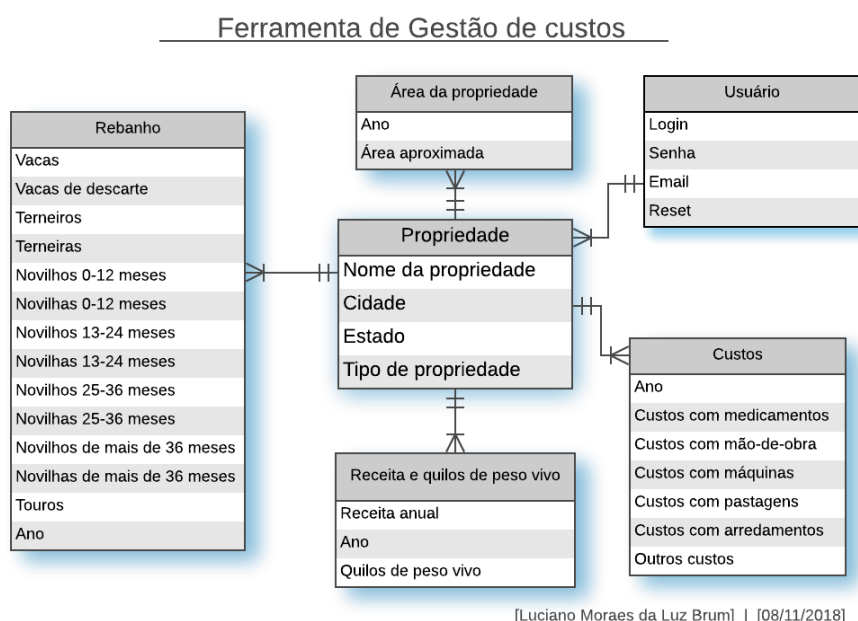 Ferramenta de Gestão de custos
Rebanho
Vacas
Vacas de descarte
Terneiros
Terneiras
Novilhos 0-12 meses
Novilhas 0-12 meses
Novilhos 13-24 meses
Novilhas 13-24 meses
Novilhos 25-36 meses
Novilhas 25-36 meses
Novilhos de mais de 36 meses
Novilhas de mais de 36 meses
Touros
Ano
Área da propriedade
Ano
Área aproximada
Usuário
Login
Senha
Email
Reset
Propriedade
Nome da propriedade
Cidade
Estado
Tipo de propriedade
Custos
Ano
Custos com medicamentos
Custos com mão-de-obra
Custos com máquinas
Custos com pastagens
Custos com arredamentos
Outros custos
Receita e quilos de peso vivo
Receita anual
Ano
Quilos de peso vivo
[Luciano Moraes da Luz Brum] | [08/11/2018]